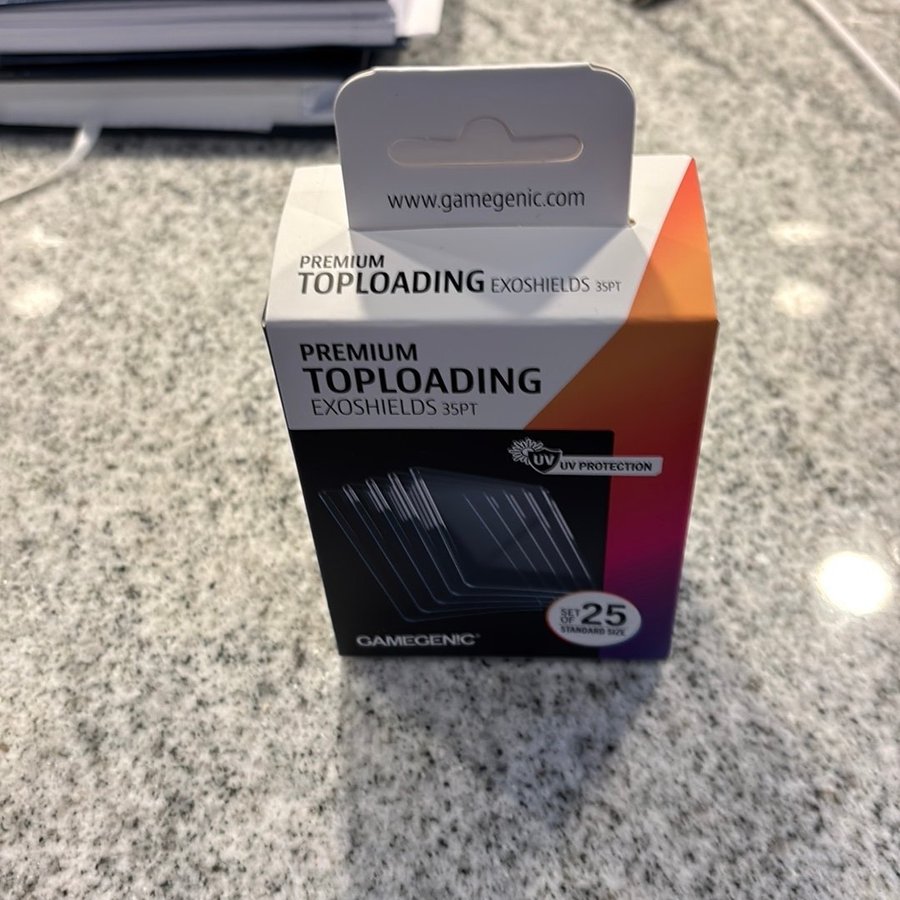 www.gamegenic.com
PREMIUM
TOPLOADING EXOSHIELDS 35PT
PREMIUM
TOPLOADING
EXOSHIELDS 35PT
UV UV PROTECTION
SET OF 25
STANDARD SIZE
GAMEGENIC®